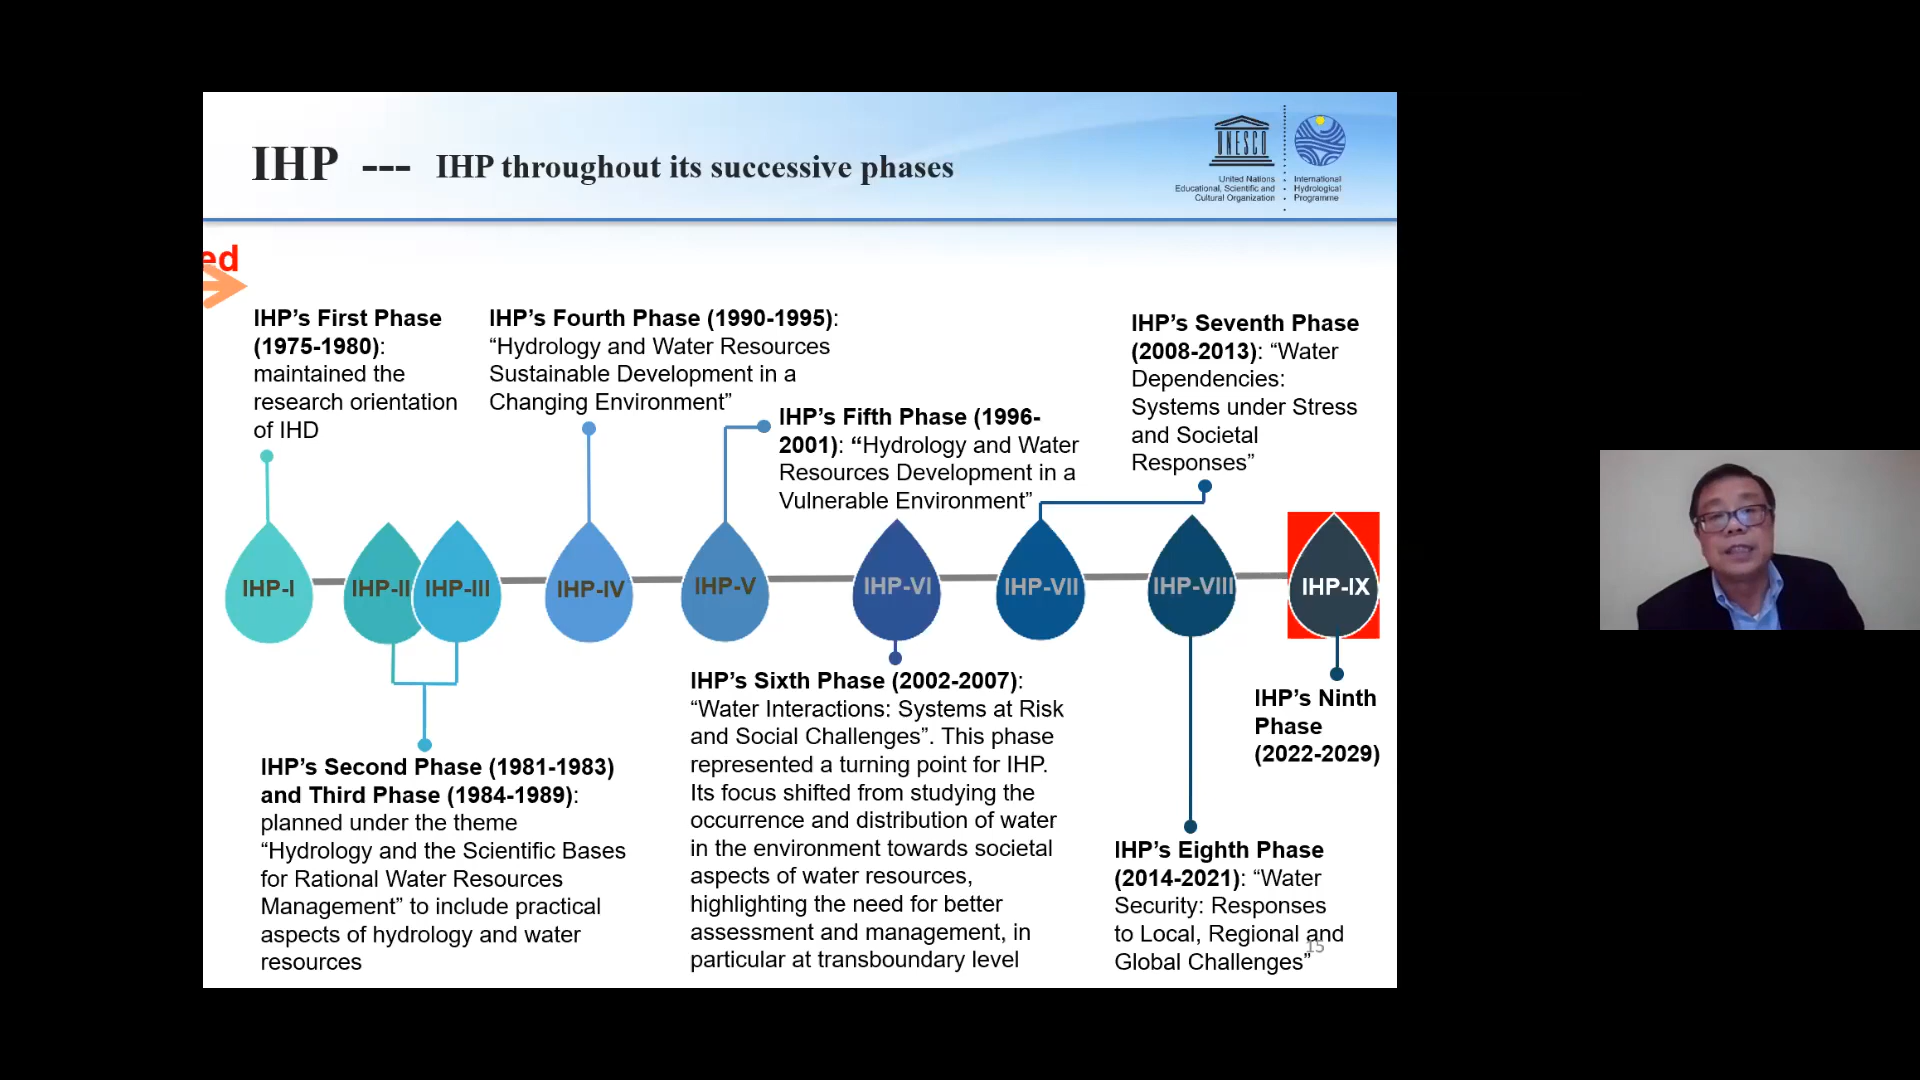 IHP --- IHP throughout its successive phases
UNESCO
United Nations
Educational, Scientific and
Cultural Organization
International
Hydrological
Programme
ed
IHP’s First Phase
(1975-1980):
maintained the
research orientation
of IHD
IHP’s Fourth Phase (1990-1995):
“Hydrology and Water Resources
Sustainable Development in a
Changing Environment”
IHP’s Fifth Phase (1996-
2001): “Hydrology and Water
Resources Development in a
Vulnerable Environment”
IHP’s Seventh Phase
(2008-2013): “Water
Dependencies:
Systems under Stress
and Societal
Responses”
IHP-I
IHP-II
IHP-III
IHP-IV
IHP-V
IHP-VI
IHP-VII
IHP-VIII
IHP-IX
IHP’s Second Phase (1981-1983)
and Third Phase (1984-1989):
planned under the theme
“Hydrology and the Scientific Bases
for Rational Water Resources
Management” to include practical
aspects of hydrology and water
resources
IHP’s Sixth Phase (2002-2007):
“Water Interactions: Systems at Risk
and Social Challenges”. This phase
represented a turning point for IHP.
Its focus shifted from studying the
occurrence and distribution of water
in the environment towards societal
aspects of water resources,
highlighting the need for better
assessment and management, in
particular at transboundary level
IHP’s Eighth Phase
(2014-2021): “Water
Security: Responses
to Local, Regional and
Global Challenges”
IHP’s Ninth
Phase
(2022-2029)
15